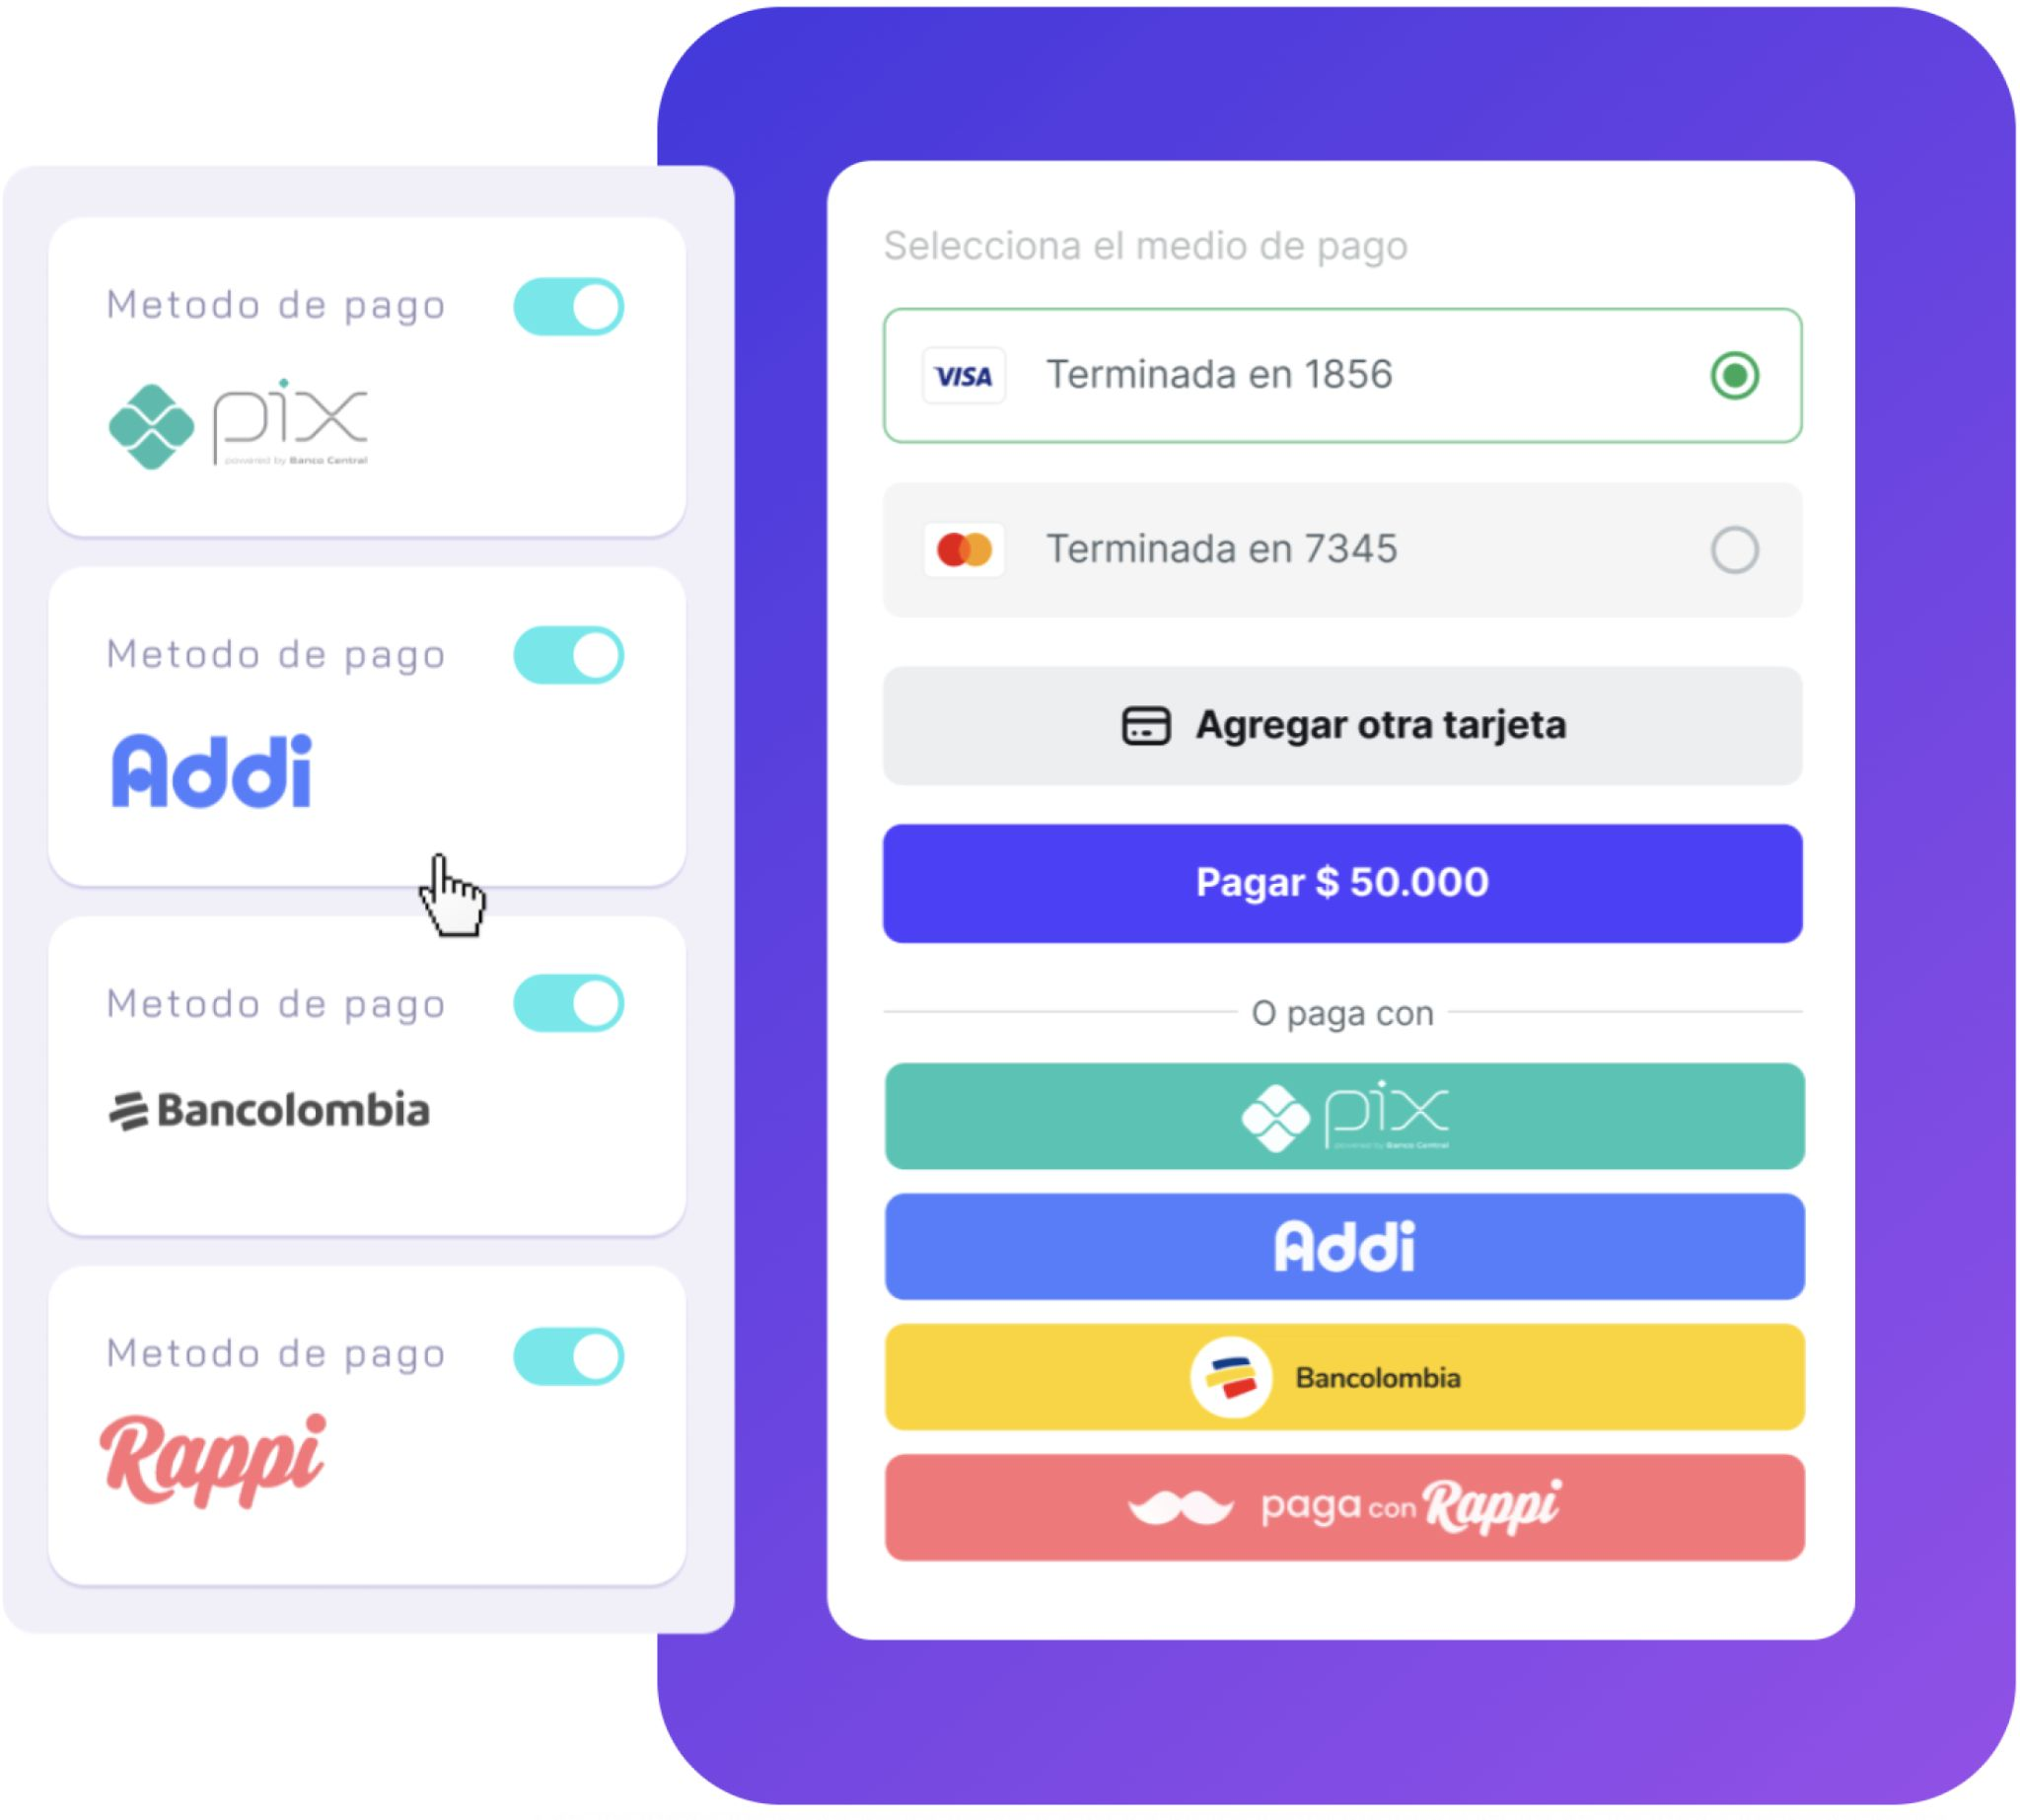 Metodo de pago
pix
powered by Banco Central
Metodo de pago
Addi
Metodo de pago
Bancolombia
Metodo de pago
Rappi
Selecciona el medio de pago
VISA Terminada en 1856
Terminada en 7345
Agregar otra tarjeta
Pagar $ 50.000
O paga con
pix
powered by Banco Central
Addi
Bancolombia
paga con Rappi